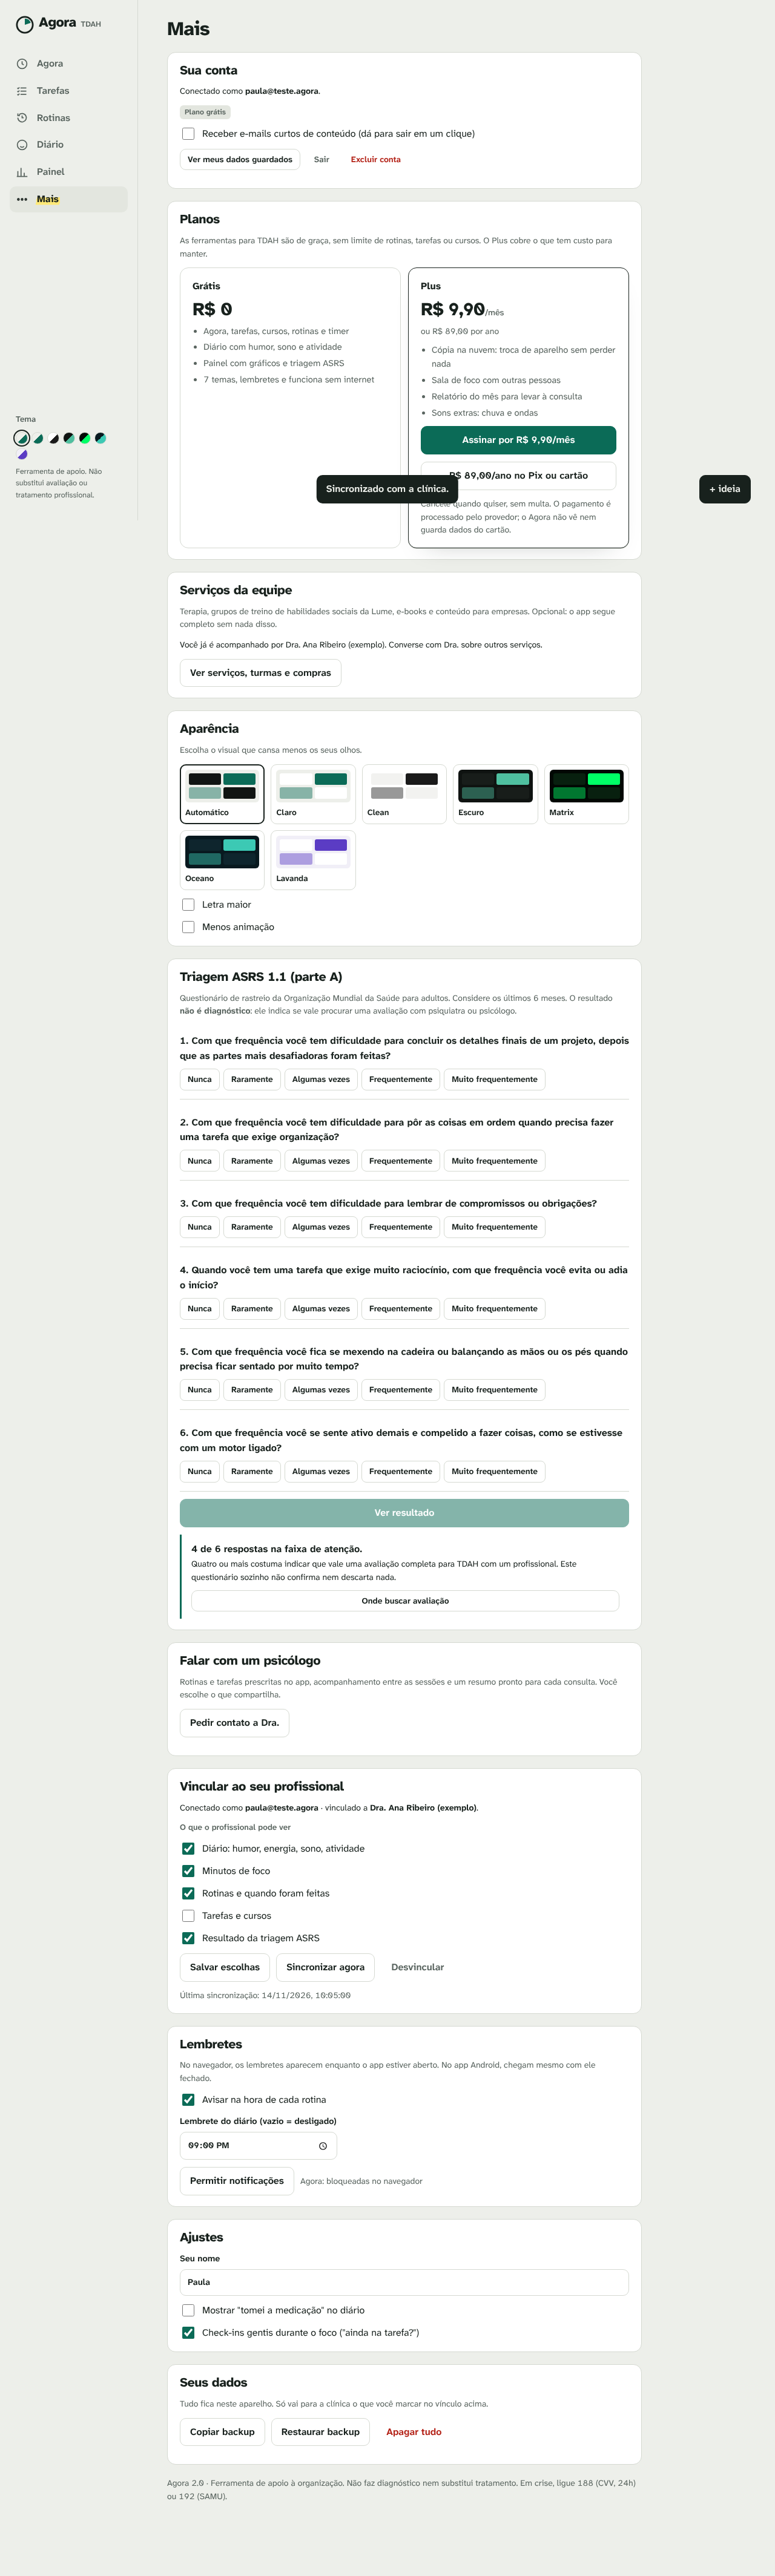 Agora TDAH
Agora
Tarefas
Rotinas
Diário
Painel
Mais
Tema
Ferramenta de apoio. Não
substitui avaliação ou
tratamento profissional.
Mais
Sua conta
Conectado como paula@teste.agora.
Plano grátis
Receber e-mails curtos de conteúdo (dá para sair em um clique)
Ver meus dados guardados
Sair
Excluir conta
Planos
As ferramentas para TDAH são de graça, sem limite de rotinas, tarefas ou cursos. O Plus cobre o que tem custo para
manter.
Grátis
R$ 0
• Agora, tarefas, cursos, rotinas e timer
• Diário com humor, sono e atividade
• Painel com gráficos e triagem ASRS
• 7 temas, lembretes e funciona sem internet
Plus
R$ 9,90/mês
ou R$ 89,00 por ano
• Cópia na nuvem: troca de aparelho sem perder
nada
• Sala de foco com outras pessoas
• Relatório do mês para levar à consulta
• Sons extras: chuva e ondas
Assinar por R$ 9,90/mês
R$ 89,00/ano no Pix ou cartão
Sincronizado com a clínica.
+ ideia
Cancele quando quiser, sem multa. O pagamento é
processado pelo provedor; o Agora não vê nem
guarda dados do cartão.
Serviços da equipe
Terapia, grupos de treino de habilidades sociais da Lume, e-books e conteúdo para empresas. Opcional: o app segue
completo sem nada disso.
Você já é acompanhado por Dra. Ana Ribeiro (exemplo). Converse com Dra. sobre outros serviços.
Ver serviços, turmas e compras
Aparência
Escolha o visual que cansa menos os seus olhos.
Automático
Claro
Clean
Escuro
Matrix
Oceano
Lavanda
Letra maior
Menos animação
Triagem ASRS 1.1 (parte A)
Questionário de rastreio da Organização Mundial da Saúde para adultos. Considere os últimos 6 meses. O resultado
não é diagnóstico: ele indica se vale procurar uma avaliação com psiquiatra ou psicólogo.
1. Com que frequência você tem dificuldade para concluir os detalhes finais de um projeto, depois
que as partes mais desafiadoras foram feitas?
Nunca Raramente Algumas vezes Frequentemente Muito frequentemente
2. Com que frequência você tem dificuldade para pôr as coisas em ordem quando precisa fazer
uma tarefa que exige organização?
Nunca Raramente Algumas vezes Frequentemente Muito frequentemente
3. Com que frequência você tem dificuldade para lembrar de compromissos ou obrigações?
Nunca Raramente Algumas vezes Frequentemente Muito frequentemente
4. Quando você tem uma tarefa que exige muito raciocínio, com que frequência você evita ou adia
o início?
Nunca Raramente Algumas vezes Frequentemente Muito frequentemente
5. Com que frequência você fica se mexendo na cadeira ou balançando as mãos ou os pés quando
precisa ficar sentado por muito tempo?
Nunca Raramente Algumas vezes Frequentemente Muito frequentemente
6. Com que frequência você se sente ativo demais e compelido a fazer coisas, como se estivesse
com um motor ligado?
Nunca Raramente Algumas vezes Frequentemente Muito frequentemente
Ver resultado
4 de 6 respostas na faixa de atenção.
Quatro ou mais costuma indicar que vale uma avaliação completa para TDAH com um profissional. Este
questionário sozinho não confirma nem descarta nada.
Onde buscar avaliação
Falar com um psicólogo
Rotinas e tarefas prescritas no app, acompanhamento entre as sessões e um resumo pronto para cada consulta. Você
escolhe o que compartilha.
Pedir contato a Dra.
Vincular ao seu profissional
Conectado como paula@teste.agora · vinculado a Dra. Ana Ribeiro (exemplo).
O que o profissional pode ver
Diário: humor, energia, sono, atividade
Minutos de foco
Rotinas e quando foram feitas
Tarefas e cursos
Resultado da triagem ASRS
Salvar escolhas
Sincronizar agora
Desvincular
Última sincronização: 14/11/2026, 10:05:00
Lembretes
No navegador, os lembretes aparecem enquanto o app estiver aberto. No app Android, chegam mesmo com ele
fechado.
Avisar na hora de cada rotina
Lembrete do diário (vazio = desligado)
09:00 PM
Permitir notificações
Agora: bloqueadas no navegador
Ajustes
Seu nome
Paula
Mostrar "tomei a medicação" no diário
Check-ins gentis durante o foco ("ainda na tarefa?")
Seus dados
Tudo fica neste aparelho. Só vai para a clínica o que você marcar no vínculo acima.
Copiar backup
Restaurar backup
Apagar tudo
Agora 2.0 · Ferramenta de apoio à organização. Não faz diagnóstico nem substitui tratamento. Em crise, ligue 188 (CVV, 24h)
ou 192 (SAMU).